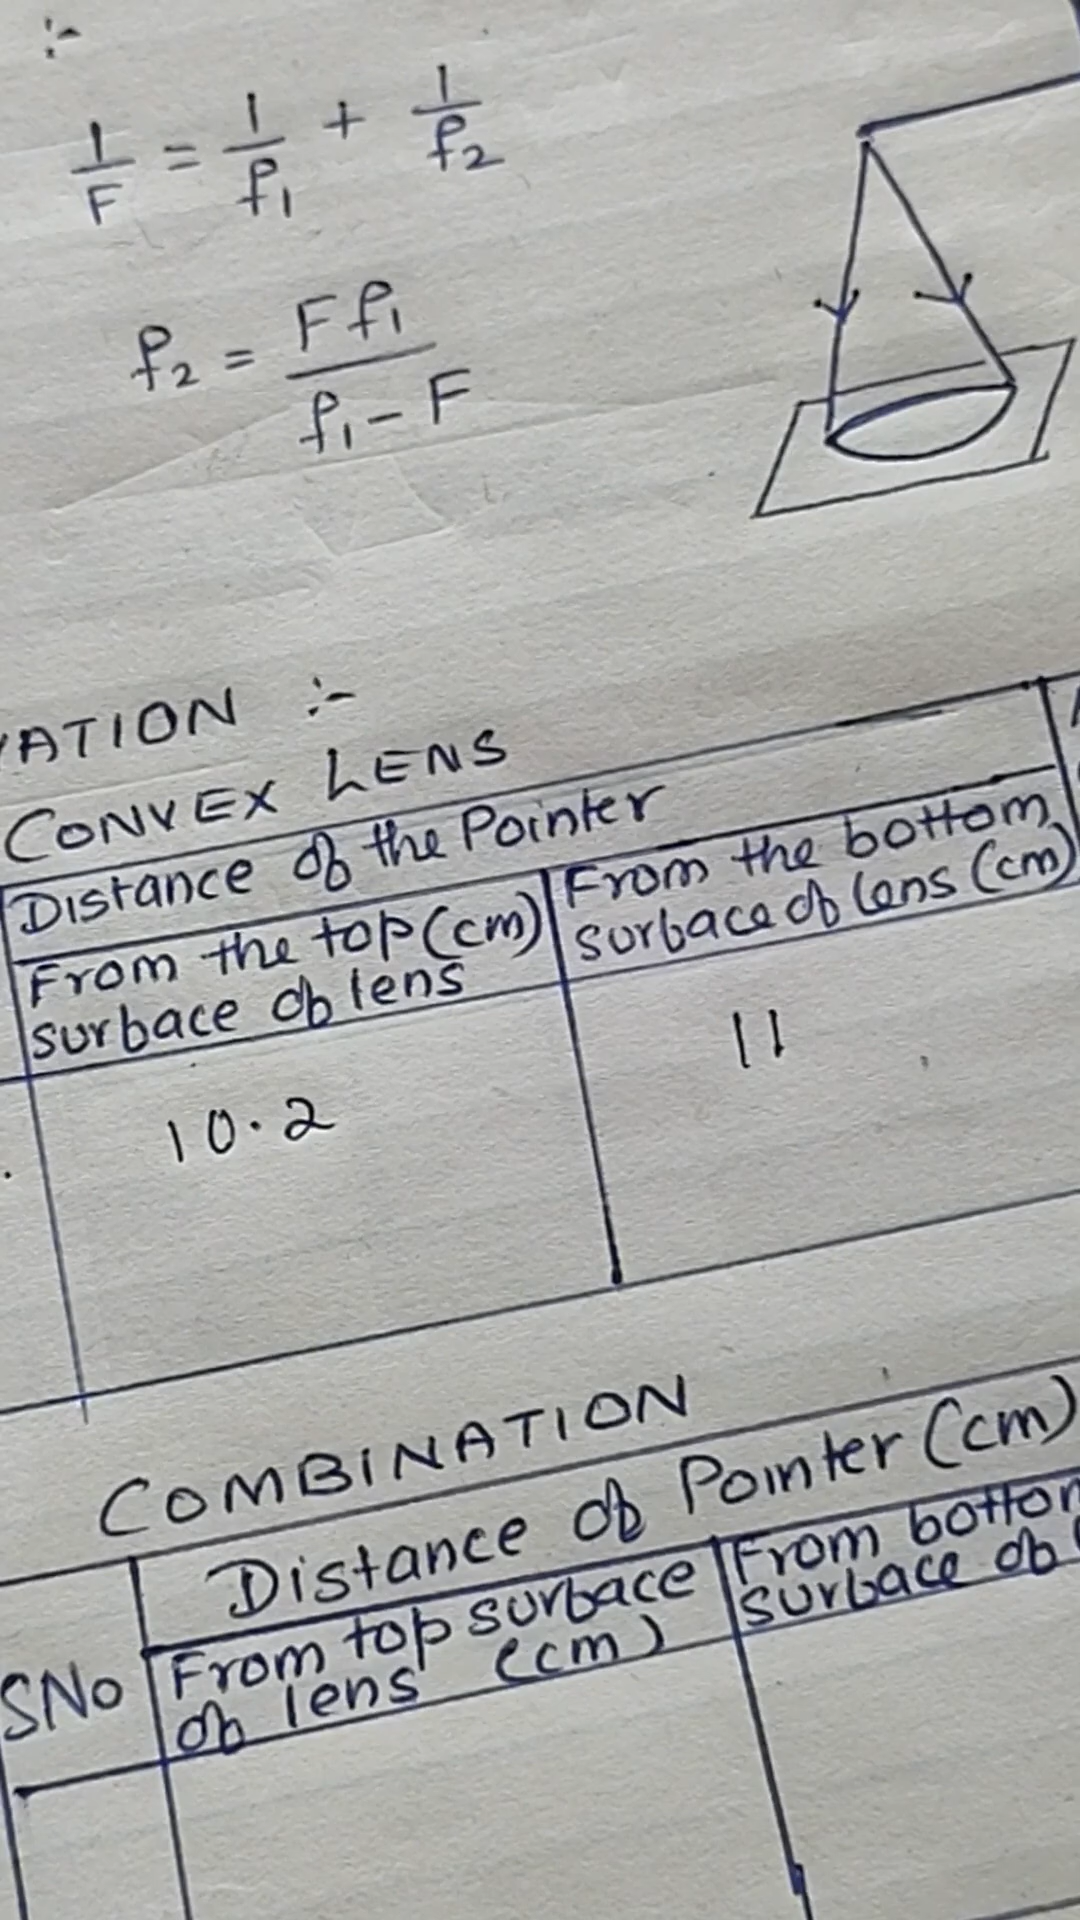 :-
1/F = 1/f₁ + 1/f₂
f₂ = Ff₁/f₁-F
VATION :-
CONVEX LENS
Distance of the Pointer
From the top (cm)
surface of lens
From the bottom
surface of lens (cm)
10.2
11
COMBINATION
Distance of Pointer (cm)
SNo
From top surface
of lens (cm)
From bottom
surface of